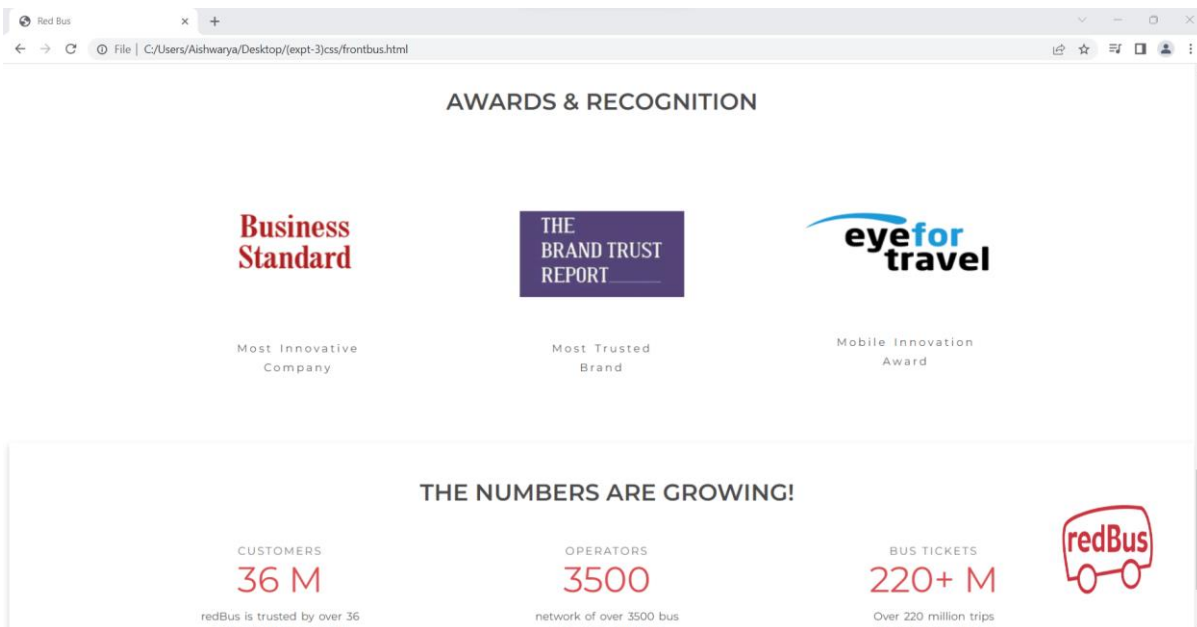 Red Bus
File | C:/Users/Aishwarya/Desktop/(expt-3)css/frontbus.html
AWARDS & RECOGNITION
Business
Standard
THE
BRAND TRUST
REPORT
eyefor
travel
Most Innovative
Company
Most Trusted
Brand
Mobile Innovation
Award
THE NUMBERS ARE GROWING!
CUSTOMERS
36 M
redBus is trusted by over 36
OPERATORS
3500
network of over 3500 bus
BUS TICKETS
220+ M
Over 220 million trips
redBus